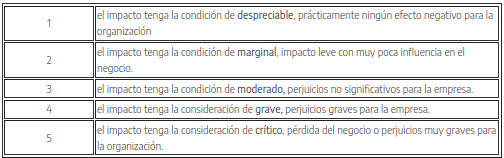 1
el impacto tenga la condición de despreciable, prácticamente ningún efecto negativo para la
organización
2
el impacto tenga la condición de marginal, impacto leve con muy poca influencia en el
negocio.
3
el impacto tenga la condición de moderado, perjuicios no significativos para la empresa.
4
el impacto tenga la consideración de grave, perjuicios graves para la empresa.
5
el impacto tenga la consideración de crítico, pérdida del negocio o perjuicios muy graves para
la organización.